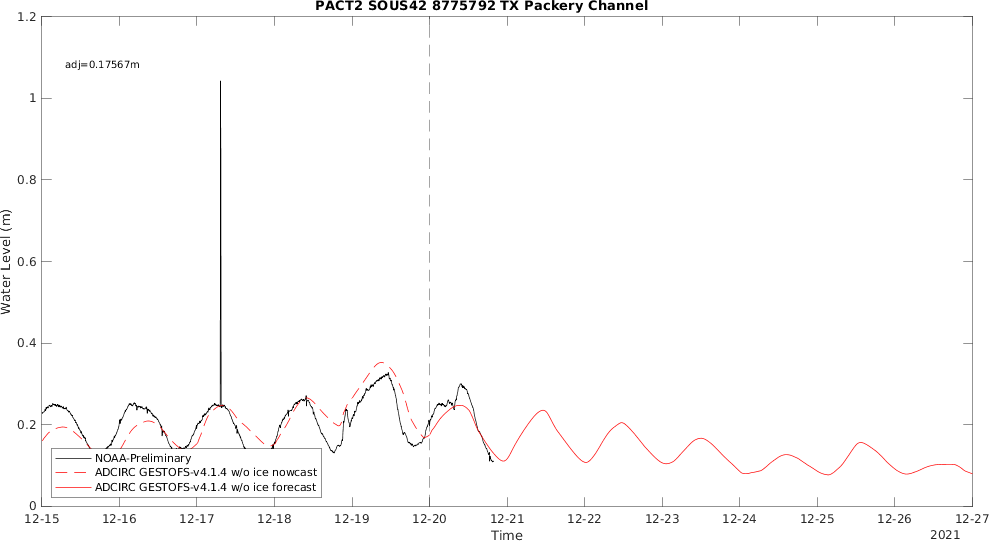 PACT2 SOUS42 8775792 TX Packery Channel
adj=0.17567m
1.2
1
0.8
0.6
0.4
0.2
0
Water Level (m)
NOAA-Preliminary
ADCIRC GESTOFS-v4.1.4 w/o ice nowcast
ADCIRC GESTOFS-v4.1.4 w/o ice forecast
12-15 12-16 12-17 12-18 12-19 12-20 12-21 12-22 12-23 12-24 12-25 12-26 12-27
Time
2021